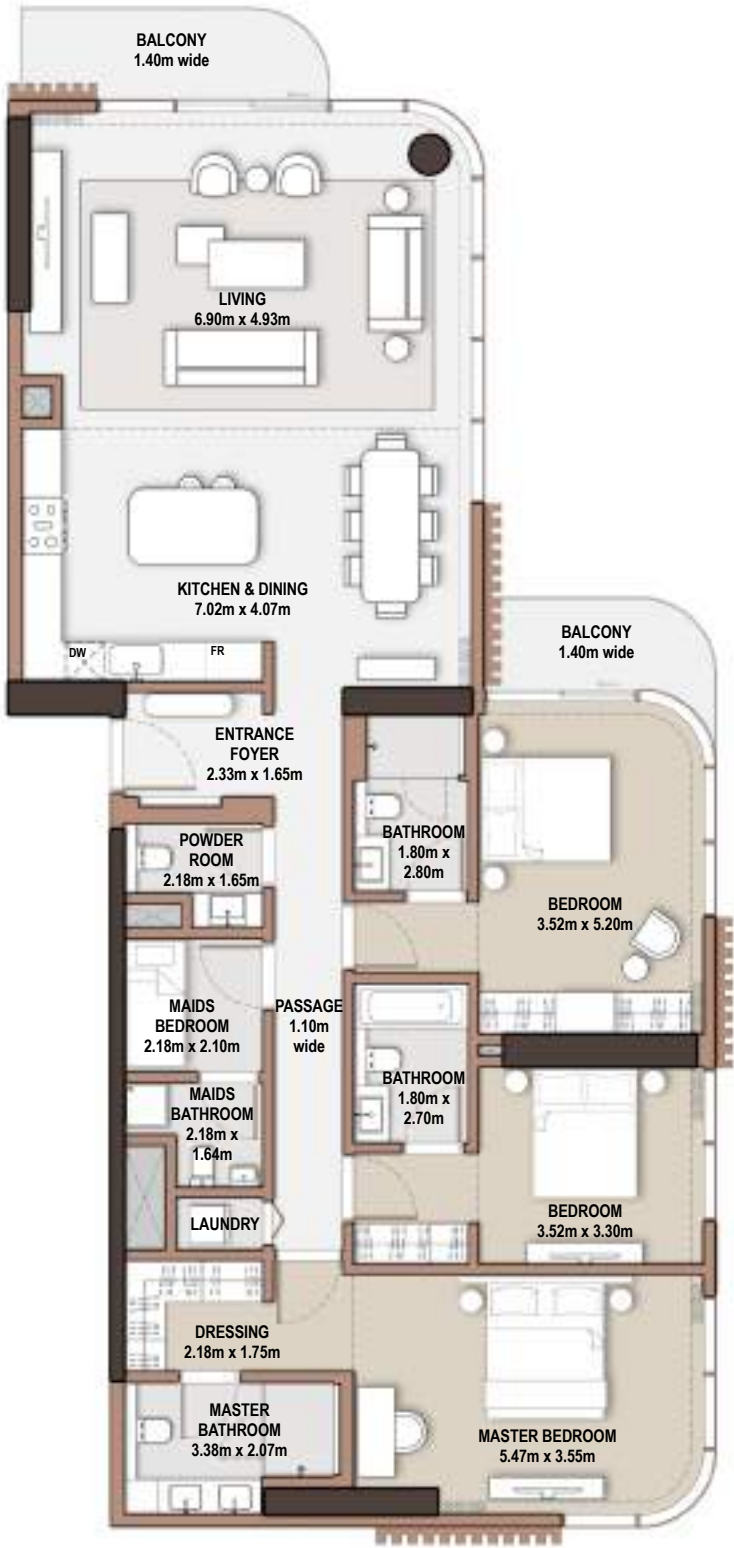 BALCONY
1.40m wide
LIVING
6.90m x 4.93m
KITCHEN & DINING
7.02m x 4.07m
DW
FR
BALCONY
1.40m wide
ENTRANCE
FOYER
2.33m x 1.65m
POWDER
ROOM
2.18m x 1.65m
BATHROOM
1.80m x
2.80m
BEDROOM
3.52m x 5.20m
MAIDS
BEDROOM
2.18m x 2.10m
PASSAGE
1.10m
wide
BATHROOM
1.80m x
2.70m
MAIDS
BATHROOM
2.18m x
1.64m
BEDROOM
3.52m x 3.30m
LAUNDRY
DRESSING
2.18m x 1.75m
MASTER
BATHROOM
3.38m x 2.07m
MASTER BEDROOM
5.47m x 3.55m